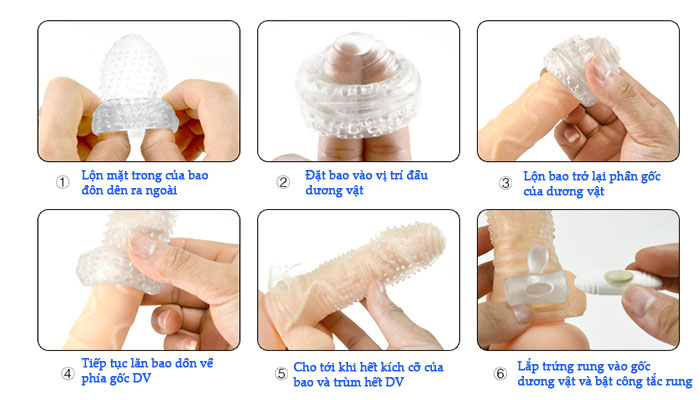 ① Lộn mặt trong của bao
đôn dên ra ngoài
② Đặt bao vào vị trí đầu
dương vật
③ Lộn bao trở lại phần gốc
của dương vật
④ Tiếp tục lăn bao dồn về
phía gốc DV
⑤ Cho tới khi hết kích cỡ của
bao và trùm hết DV
⑥ Lắp trứng rung vào gốc
dương vật và bật công tắc rung